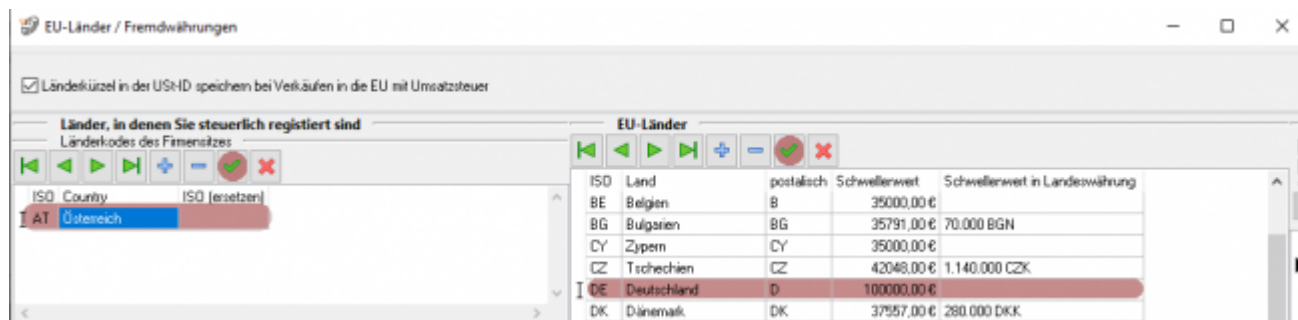 EU-Länder / Fremdwährungen
Länderkürzel in der USt-ID speichern bei Verkäufen in die EU mit Umsatzsteuer
Länder, in denen Sie steuerlich registiert sind
Länderkodes des Firmensitzes
ISO Country ISO (ersetzen)
AT Österreich
EU-Länder
ISO Land postalisch Schwellenwert Schwellenwert in Landeswährung
BE Belgien B 35000,00 €
BG Bulgarien BG 35791,00 € 70.000 BGN
CY Zypern CY 35000,00 €
CZ Tschechien CZ 42048,00 € 1.140.000 CZK
DE Deutschland D 100000,00 €
DK Dänemark DK 37557,00 € 280.000 DKK